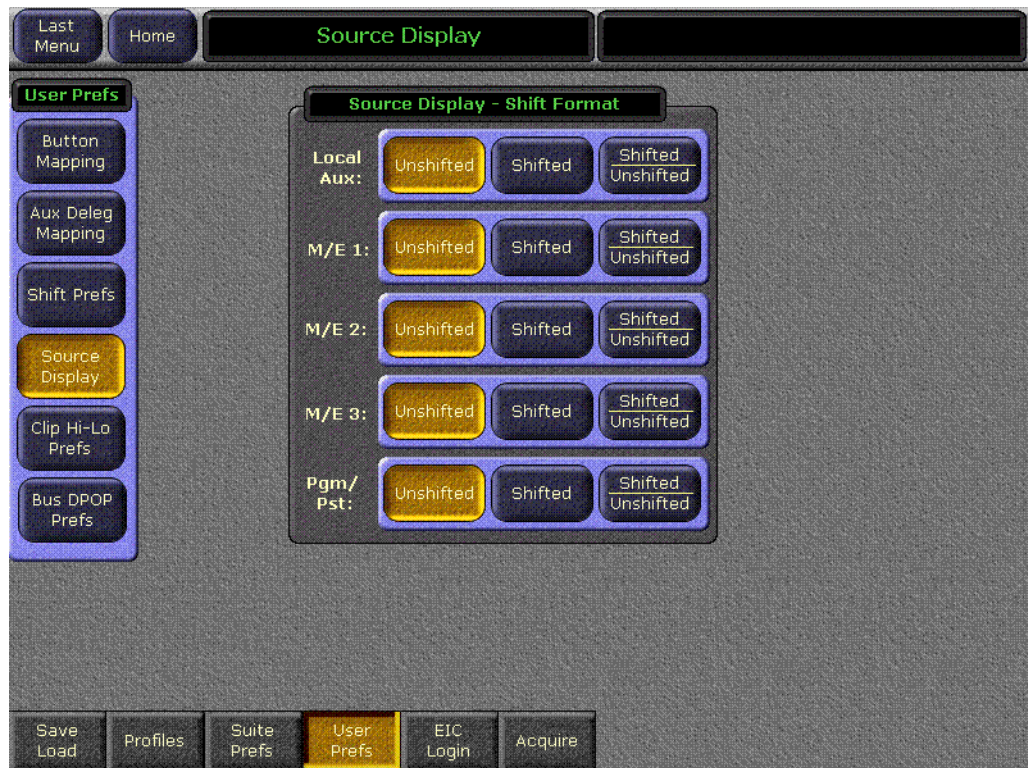 Last
Menu
Home
Source Display
User Prefs
Button
Mapping
Aux Deleg
Mapping
Shift Prefs
Source
Display
Clip Hi-Lo
Prefs
Bus DPOP
Prefs
Source Display - Shift Format
Local
Aux:
Unshifted
Shifted
Shifted
Unshifted
M/E 1:
Unshifted
Shifted
Shifted
Unshifted
M/E 2:
Unshifted
Shifted
Shifted
Unshifted
M/E 3:
Unshifted
Shifted
Shifted
Unshifted
Pgm/
Pst:
Unshifted
Shifted
Shifted
Unshifted
Save
Load
Profiles
Suite
Prefs
User
Prefs
EIC
Login
Acquire